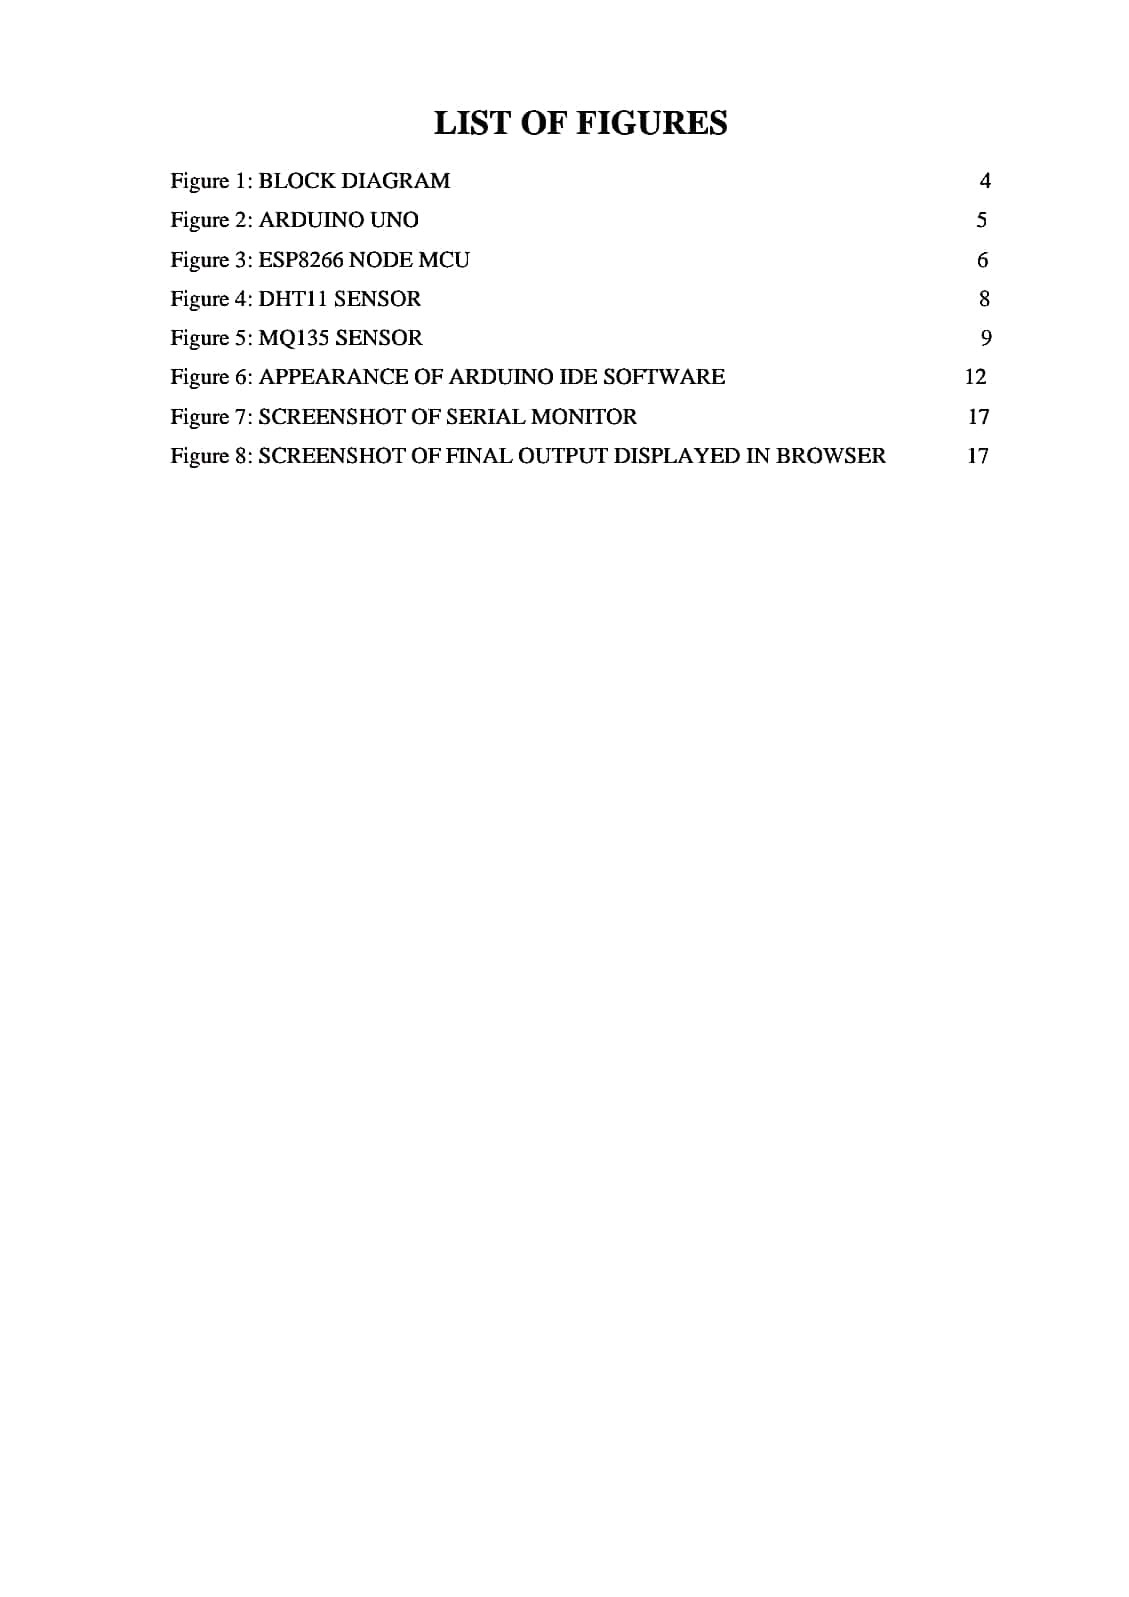 LIST OF FIGURES
Figure 1: BLOCK DIAGRAM 4
Figure 2: ARDUINO UNO 5
Figure 3: ESP8266 NODE MCU 6
Figure 4: DHT11 SENSOR 8
Figure 5: MQ135 SENSOR 9
Figure 6: APPEARANCE OF ARDUINO IDE SOFTWARE 12
Figure 7: SCREENSHOT OF SERIAL MONITOR 17
Figure 8: SCREENSHOT OF FINAL OUTPUT DISPLAYED IN BROWSER 17